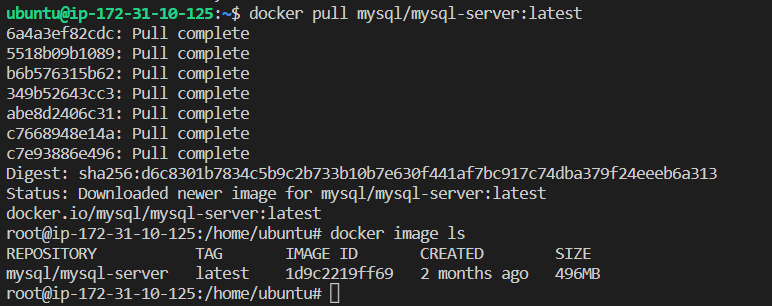 ubuntu@ip-172-31-10-125:~$ docker pull mysql/mysql-server:latest
6a4a3ef82cdc: Pull complete
5518b09b1089: Pull complete
b6b576315b62: Pull complete
349b52643cc3: Pull complete
abe8d2406c31: Pull complete
c7668948e14a: Pull complete
c7e93886e496: Pull complete
Digest: sha256:d6c8301b7834c5b9c2b733b10b7e630f441af7bc917c74dba379f24eeeb6a313
Status: Downloaded newer image for mysql/mysql-server:latest
docker.io/mysql/mysql-server:latest
root@ip-172-31-10-125:/home/ubuntu# docker image ls
REPOSITORY           TAG       IMAGE ID       CREATED        SIZE
mysql/mysql-server   latest    1d9c2219ff69   2 months ago   496MB
root@ip-172-31-10-125:/home/ubuntu#